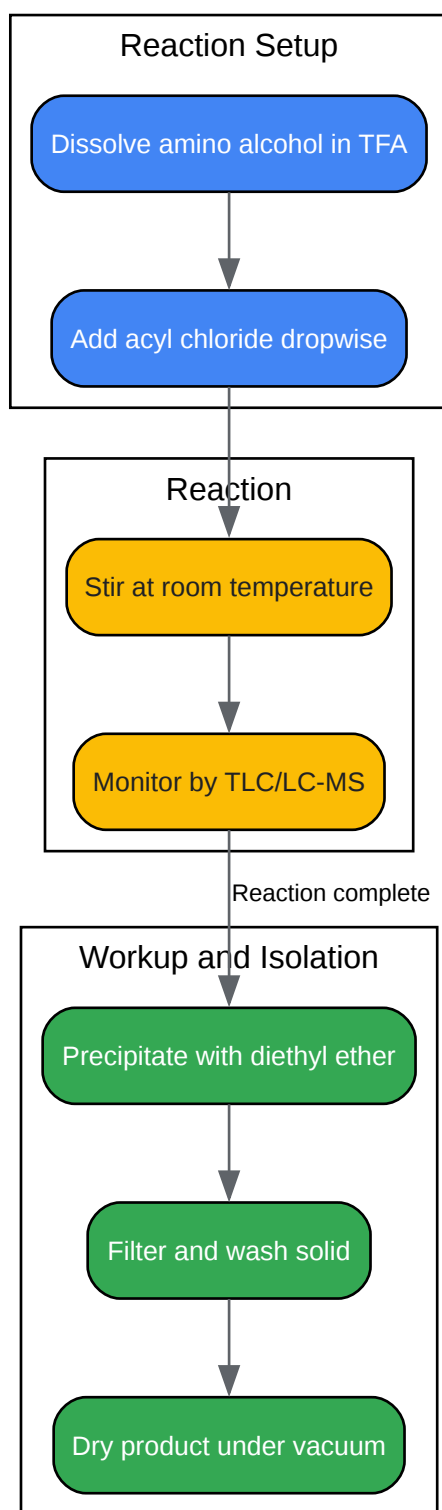 Reaction Setup
Dissolve amino alcohol in TFA
Add acyl chloride dropwise
Reaction
Stir at room temperature
Monitor by TLC/LC-MS
Reaction complete
Workup and Isolation
Precipitate with diethyl ether
Filter and wash solid
Dry product under vacuum